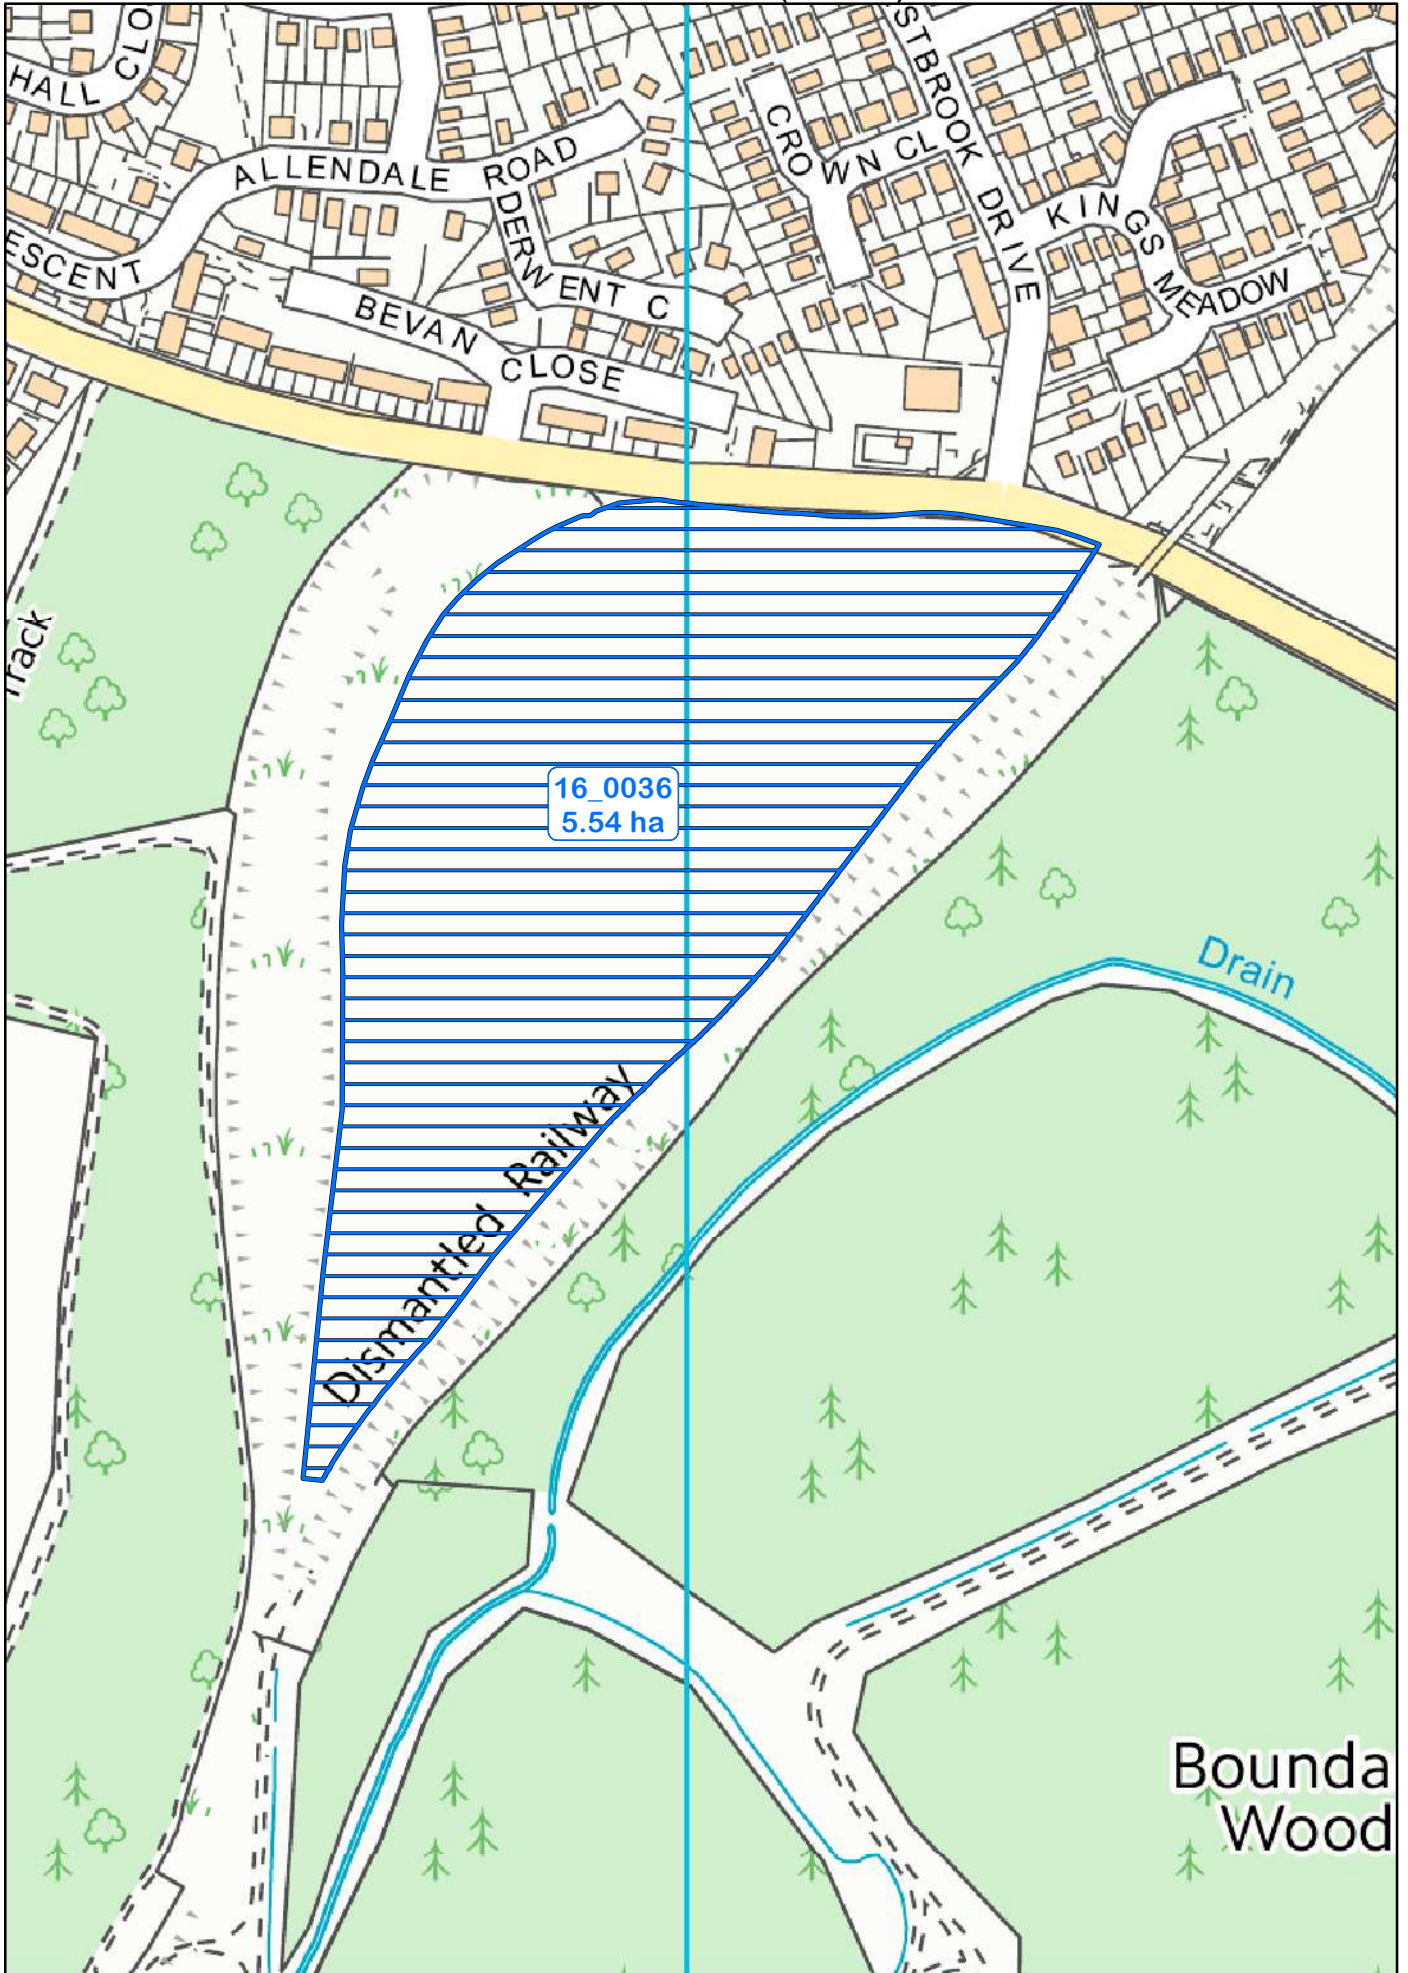 HALL
CLO
ALLENDALE ROAD
ESCENT
DERWENT C
BEVAN CLOSE
CROWN CL
STBROOK DRIVE
KINGS MEADOW
Track
16_0036
5.54 ha
Drain
Dismantled Railway
Bounda
Wood